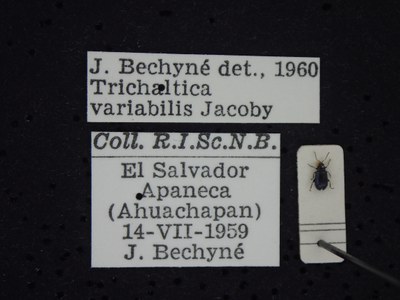 J. Bechyné det., 1960
Trichaltica
variabilis Jacoby
Coll. R.I.Sc.N.B.
El Salvador
Apaneca
(Ahuachapan)
14-VII-1959
J. Bechyné